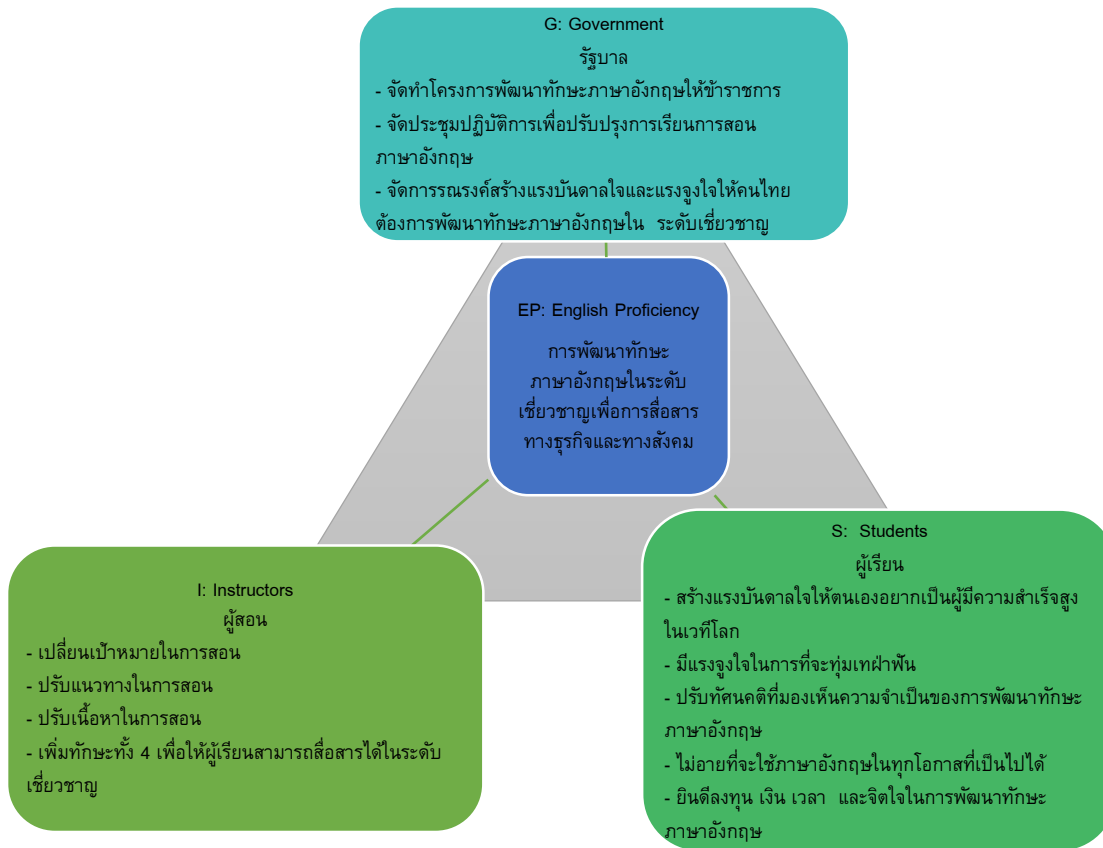 G: Government
รัฐบาล
- จัดทำโครงการพัฒนาทักษะภาษาอังกฤษให้ข้าราชการ
- จัดประชุมปฏิบัติการเพื่อปรับปรุงการเรียนการสอน
ภาษาอังกฤษ
- จัดการรณรงค์สร้างแรงบันดาลใจและแรงจูงใจให้คนไทย
ต้องการพัฒนาทักษะภาษาอังกฤษใน ระดับเชี่ยวชาญ
EP: English Proficiency
การพัฒนาทักษะ
ภาษาอังกฤษในระดับ
เชี่ยวชาญเพื่อการสื่อสาร
ทางธุรกิจและทางสังคม
I: Instructors
ผู้สอน
- เปลี่ยนเป้าหมายในการสอน
- ปรับแนวทางในการสอน
- ปรับเนื้อหาในการสอน
- เพิ่มทักษะทั้ง 4 เพื่อให้ผู้เรียนสามารถสื่อสารได้ในระดับ
เชี่ยวชาญ
S: Students
ผู้เรียน
- สร้างแรงบันดาลใจให้ตนเองอยากเป็นผู้มีความสำเร็จสูง
ในเวทีโลก
- มีแรงจูงใจในการที่จะทุ่มเทฝ่าฟัน
- ปรับทัศนคติที่มองเห็นความจำเป็นของการพัฒนาทักษะ
ภาษาอังกฤษ
- ไม่อายที่จะใช้ภาษาอังกฤษในทุกโอกาสที่เป็นไปได้
- ยินดีลงทุน เงิน เวลา และจิตใจในการพัฒนาทักษะ
ภาษาอังกฤษ